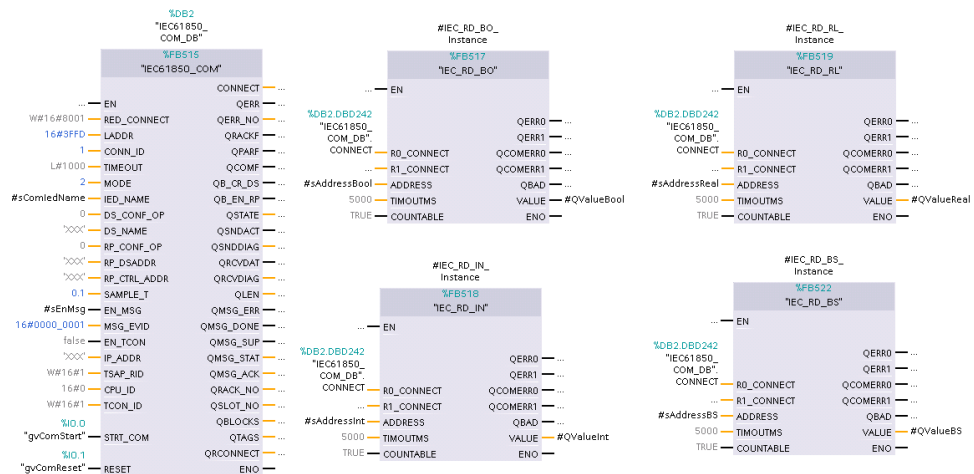 %DB2
"IEC61850_
COM_DB"
%FB515
"IEC61850_COM"
CONNECT ...
... EN QERR ...
W#16#8001 RED_CONNECT QERR_NO ...
16#3FFD LADDR QRACKF ...
1 CONN_ID QPARF ...
L#1000 TIMEOUT QCOMF ...
2 MODE QB_CR_DS ...
#sComIedName IED_NAME QB_EN_RP ...
0 DS_CONF_OP QSTATE ...
'XXX' DS_NAME QSNDACT ...
0 RP_CONF_OP QSNDDIAG ...
'XXX' RP_DSADDR QRCVDAT ...
'XXX' RP_CTRL_ADDR QRCVDIAG ...
0.1 SAMPLE_T QLEN ...
#sEnMsg EN_MSG QMSG_ERR ...
16#0000_0001 MSG_EVID QMSG_DONE ...
false EN_TCON QMSG_SUP ...
'XXX' IP_ADDR QMSG_STAT ...
W#16#1 TSAP_RID QMSG_ACK ...
16#0 CPU_ID QRACK_NO ...
W#16#1 TCON_ID QSLOT_NO ...
%I0.0 QBLOCKS ...
"gvComStart" STRT_COM QTAGS ...
%I0.1 QRCONNECT ...
"gvComReset" RESET ENO
#IEC_RD_BO_
Instance
%FB517
"IEC_RD_BO"
... EN
%DB2.DBD242 QERR0 ...
"IEC61850_
COM_DB". QERR1 ...
CONNECT R0_CONNECT QCOMERR0 ...
... R1_CONNECT QCOMERR1 ...
#sAddressBool ADDRESS QBAD ...
5000 TIMOUTMS VALUE #QValueBool
TRUE COUNTABLE ENO
#IEC_RD_RL_
Instance
%FB519
"IEC_RD_RL"
... EN
%DB2.DBD242 QERR0 ...
"IEC61850_
COM_DB". QERR1 ...
CONNECT R0_CONNECT QCOMERR0 ...
... R1_CONNECT QCOMERR1 ...
#sAddressReal ADDRESS QBAD ...
5000 TIMOUTMS VALUE #QValueReal
TRUE COUNTABLE ENO
#IEC_RD_IN_
Instance
%FB518
"IEC_RD_IN"
... EN
%DB2.DBD242 QERR0 ...
"IEC61850_
COM_DB". QERR1 ...
CONNECT R0_CONNECT QCOMERR0 ...
... R1_CONNECT QCOMERR1 ...
#sAddressInt ADDRESS QBAD ...
5000 TIMOUTMS VALUE #QValueInt
TRUE COUNTABLE ENO
#IEC_RD_BS_
Instance
%FB522
"IEC_RD_BS"
... EN
%DB2.DBD242 QERR0 ...
"IEC61850_
COM_DB". QERR1 ...
CONNECT R0_CONNECT QCOMERR0 ...
... R1_CONNECT QCOMERR1 ...
#sAddressBS ADDRESS QBAD ...
5000 TIMOUTMS VALUE #QValueBS
TRUE COUNTABLE ENO